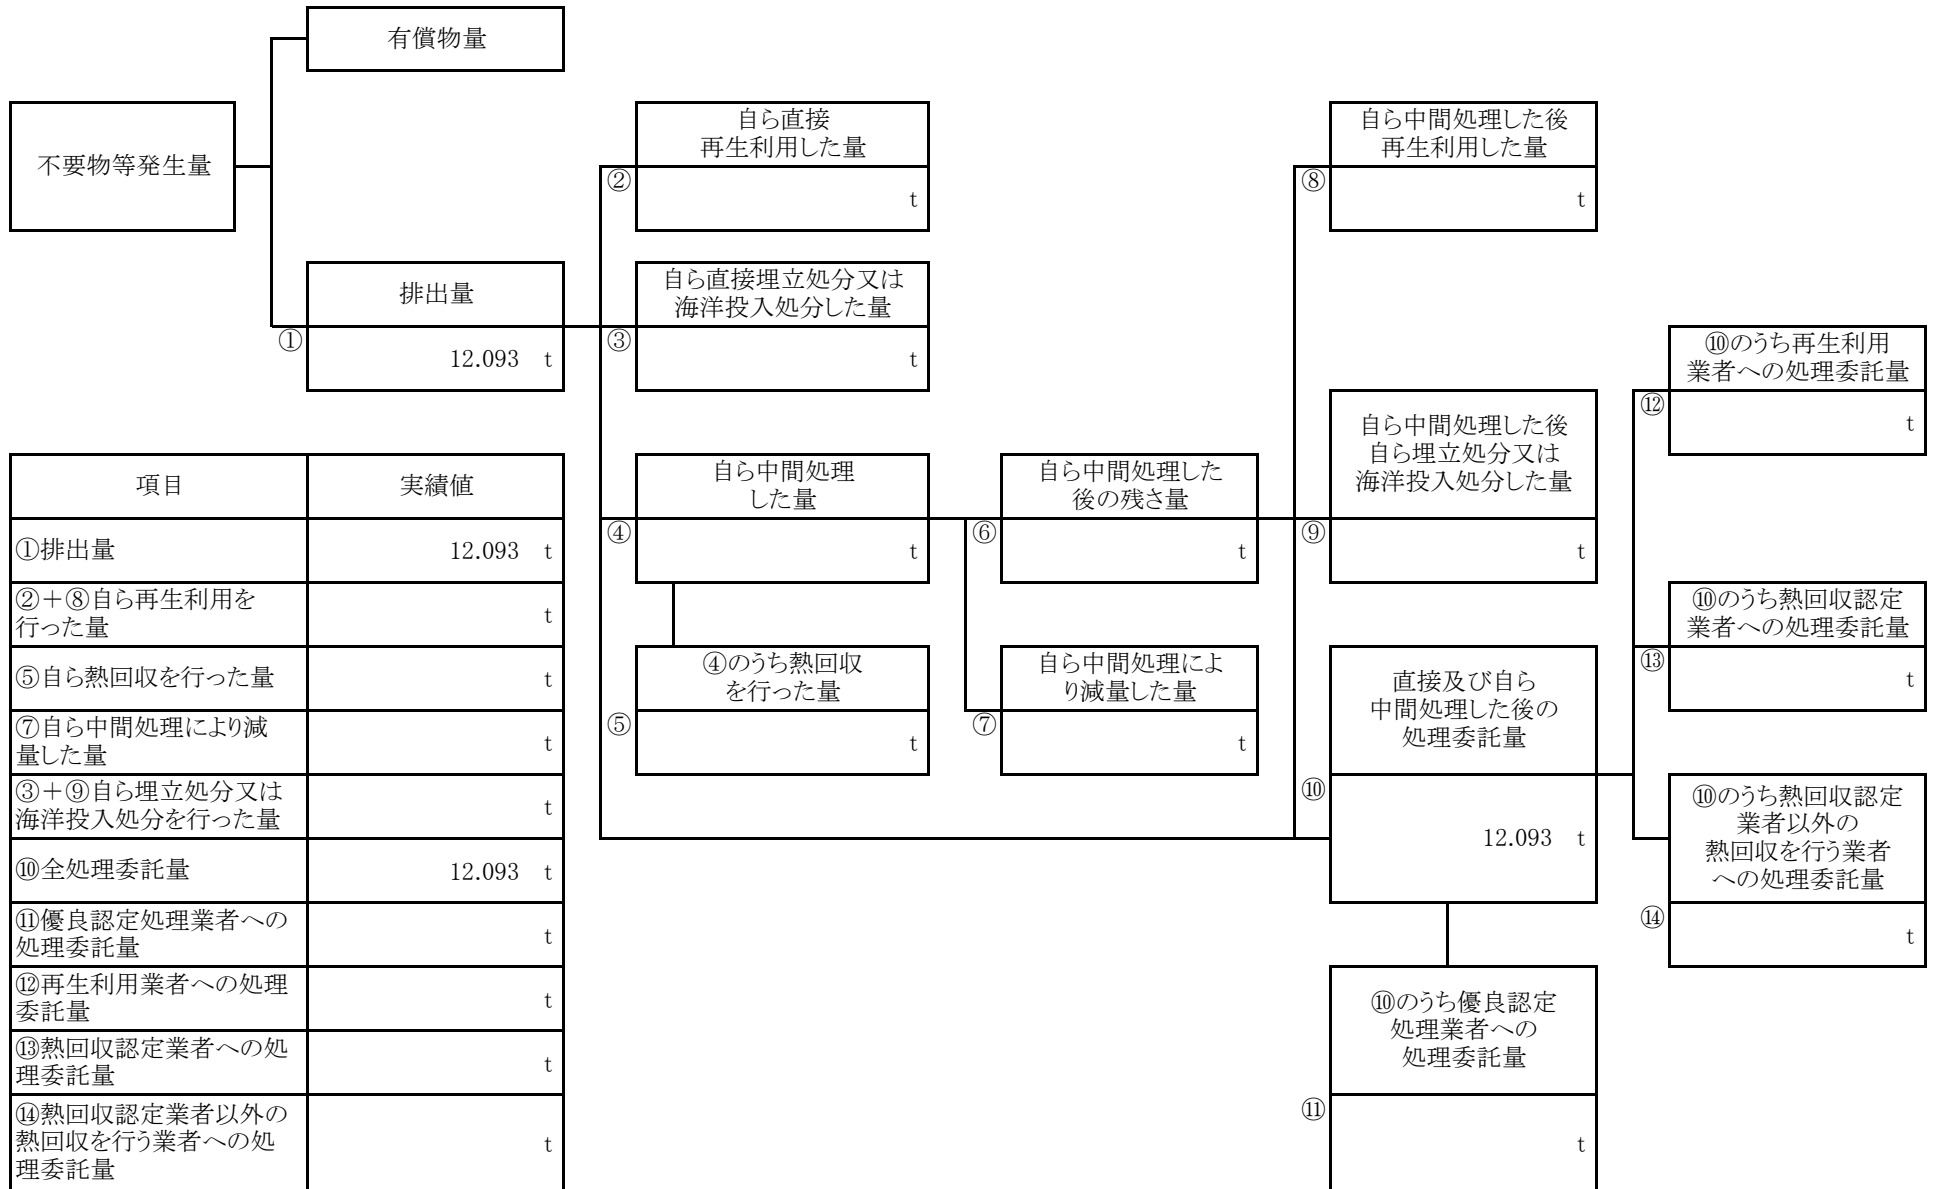 有償物量
不要物等発生量
排出量
①
12.093 t
自ら直接
再生利用した量
②
t
自ら直接埋立処分又は
海洋投入処分した量
③
t
自ら中間処理
した量
④
t
④のうち熱回収
を行った量
⑤
t
自ら中間処理した
後の残さ量
⑥
t
自ら中間処理によ
り減量した量
⑦
t
自ら中間処理した後
再生利用した量
⑧
t
自ら中間処理した後
自ら埋立処分又は
海洋投入処分した量
⑨
t
直接及び自ら
中間処理した後の
処理委託量
⑩
12.093 t
⑩のうち優良認定
処理業者への
処理委託量
⑪
t
⑩のうち再生利用
業者への処理委託量
⑫
t
⑩のうち熱回収認定
業者への処理委託量
⑬
t
⑩のうち熱回収認定
業者以外の
熱回収を行う業者
への処理委託量
⑭
t
項目 実績値
①排出量 12.093 t
②＋⑧自ら再生利用を
行った量
t
⑤自ら熱回収を行った量 t
⑦自ら中間処理により減
量した量
t
③＋⑨自ら埋立処分又は
海洋投入処分を行った量
t
⑩全処理委託量 12.093 t
⑪優良認定処理業者への
処理委託量
t
⑫再生利用業者への処理
委託量
t
⑬熱回収認定業者への処
理委託量
t
⑭熱回収認定業者以外の
熱回収を行う業者への処
理委託量
t